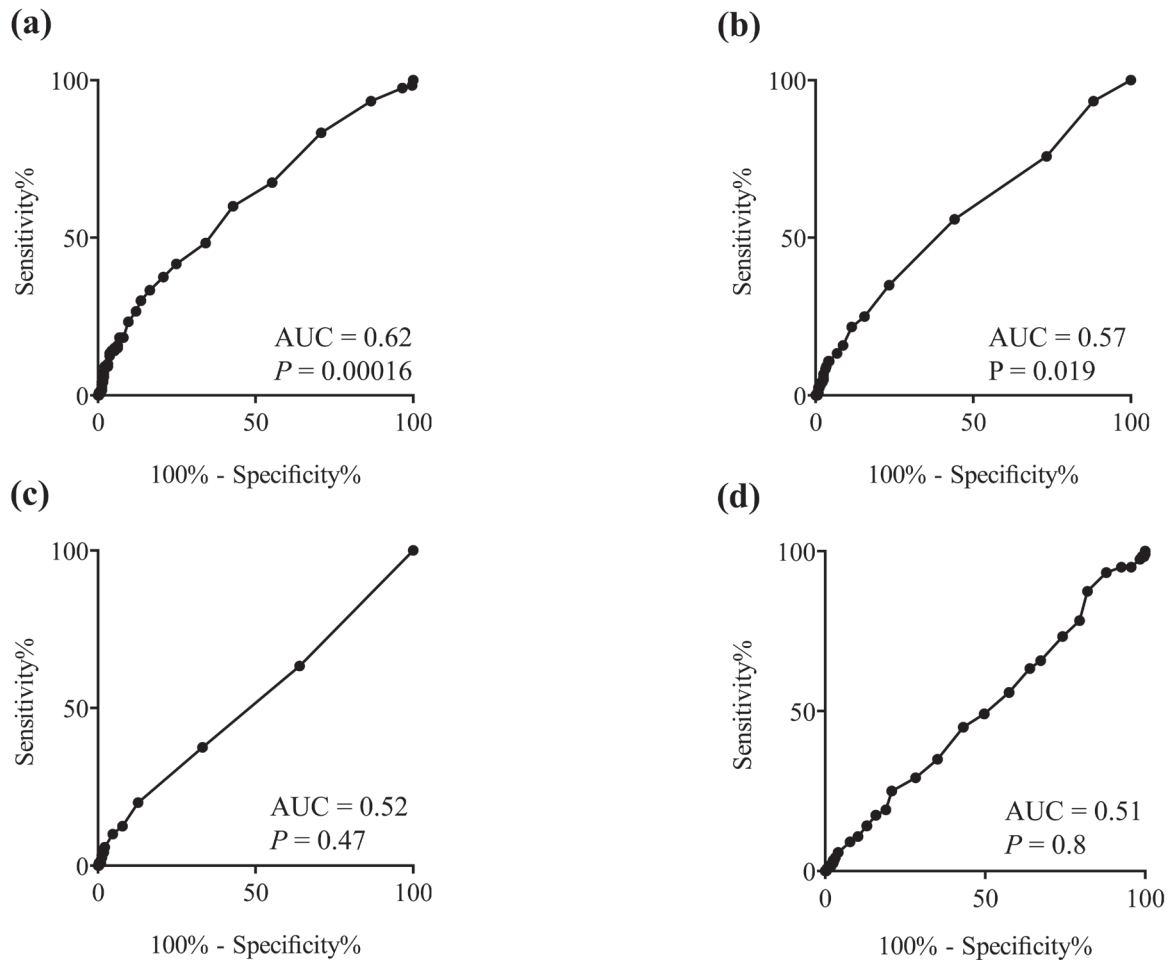 (a)
100
50
0
Sensitivity%
AUC = 0.62
P = 0.00016
0 50 100
100% - Specificity%
(b)
100
50
0
Sensitivity%
AUC = 0.57
P = 0.019
0 50 100
100% - Specificity%
(c)
100
50
0
Sensitivity%
AUC = 0.52
P = 0.47
0 50 100
100% - Specificity%
(d)
100
50
0
Sensitivity%
AUC = 0.51
P = 0.8
0 50 100
100% - Specificity%